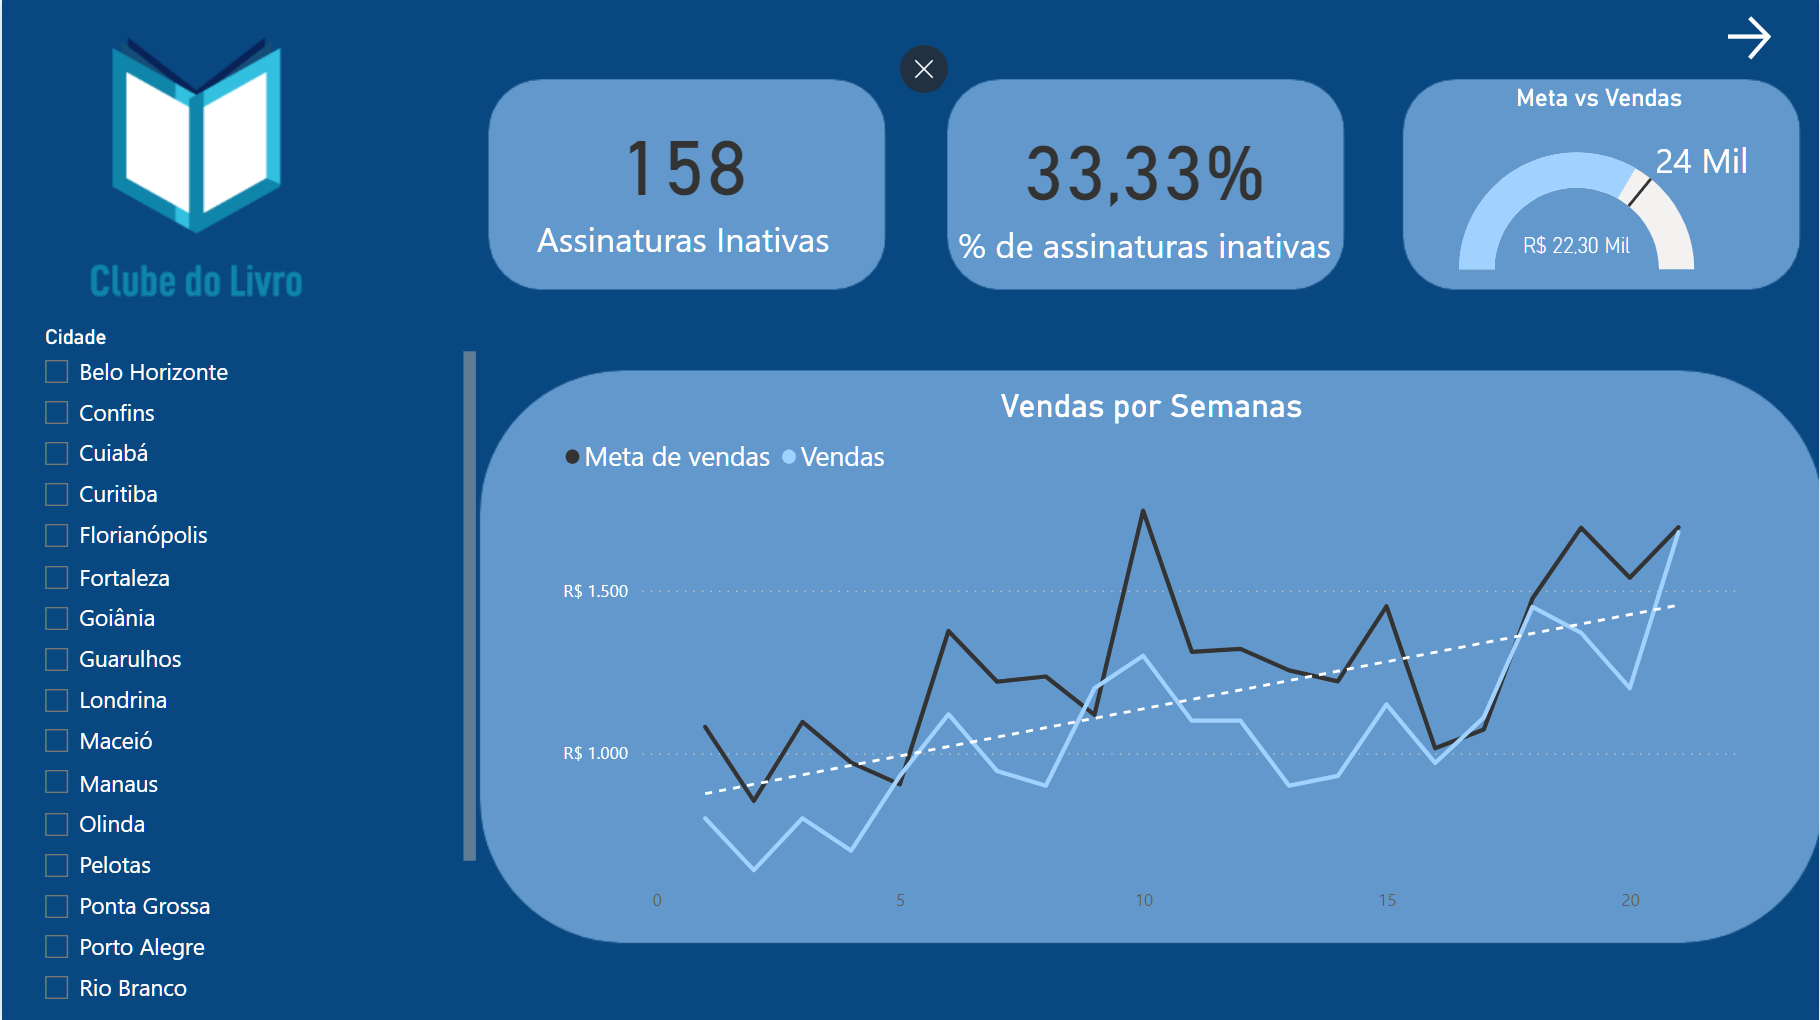 Clube do Livro
158
Assinaturas Inativas
33,33%
% de assinaturas inativas
Meta vs Vendas
24 Mil
R$ 22,30 Mil
Cidade
Belo Horizonte
Confins
Cuiabá
Curitiba
Florianópolis
Fortaleza
Goiânia
Guarulhos
Londrina
Maceió
Manaus
Olinda
Pelotas
Ponta Grossa
Porto Alegre
Rio Branco
Vendas por Semanas
Meta de vendas Vendas
R$ 1.500
R$ 1.000
0 5 10 15 20